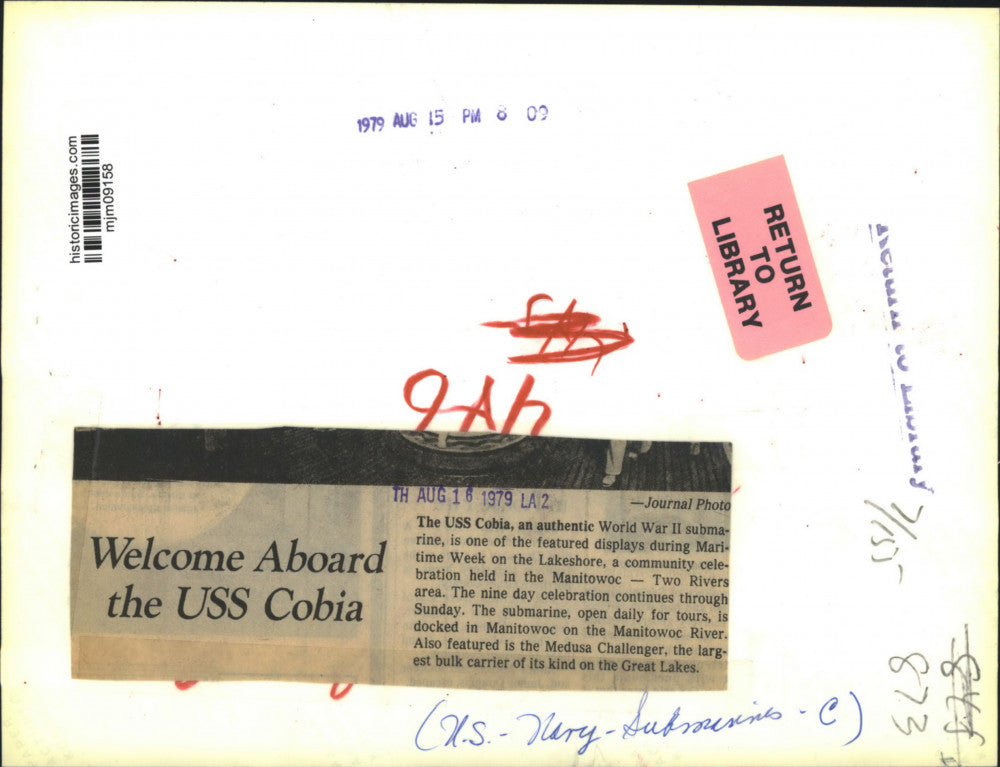 1979 AUG 15 PM 8 09
historicimages.com
mjm09158
RETURN
TO
LIBRARY
Return to Library
TH AUG 16 1979 LA 2
—Journal Photo
Welcome Aboard
the USS Cobia
The USS Cobia, an authentic World War II subma-
rine, is one of the featured displays during Mari-
time Week on the Lakeshore, a community cele-
bration held in the Manitowoc — Two Rivers
area. The nine day celebration continues through
Sunday. The submarine, open daily for tours, is
docked in Manitowoc on the Manitowoc River.
Also featured is the Medusa Challenger, the larg-
est bulk carrier of its kind on the Great Lakes.
(U.S. - Navy - Submarines - C)
873